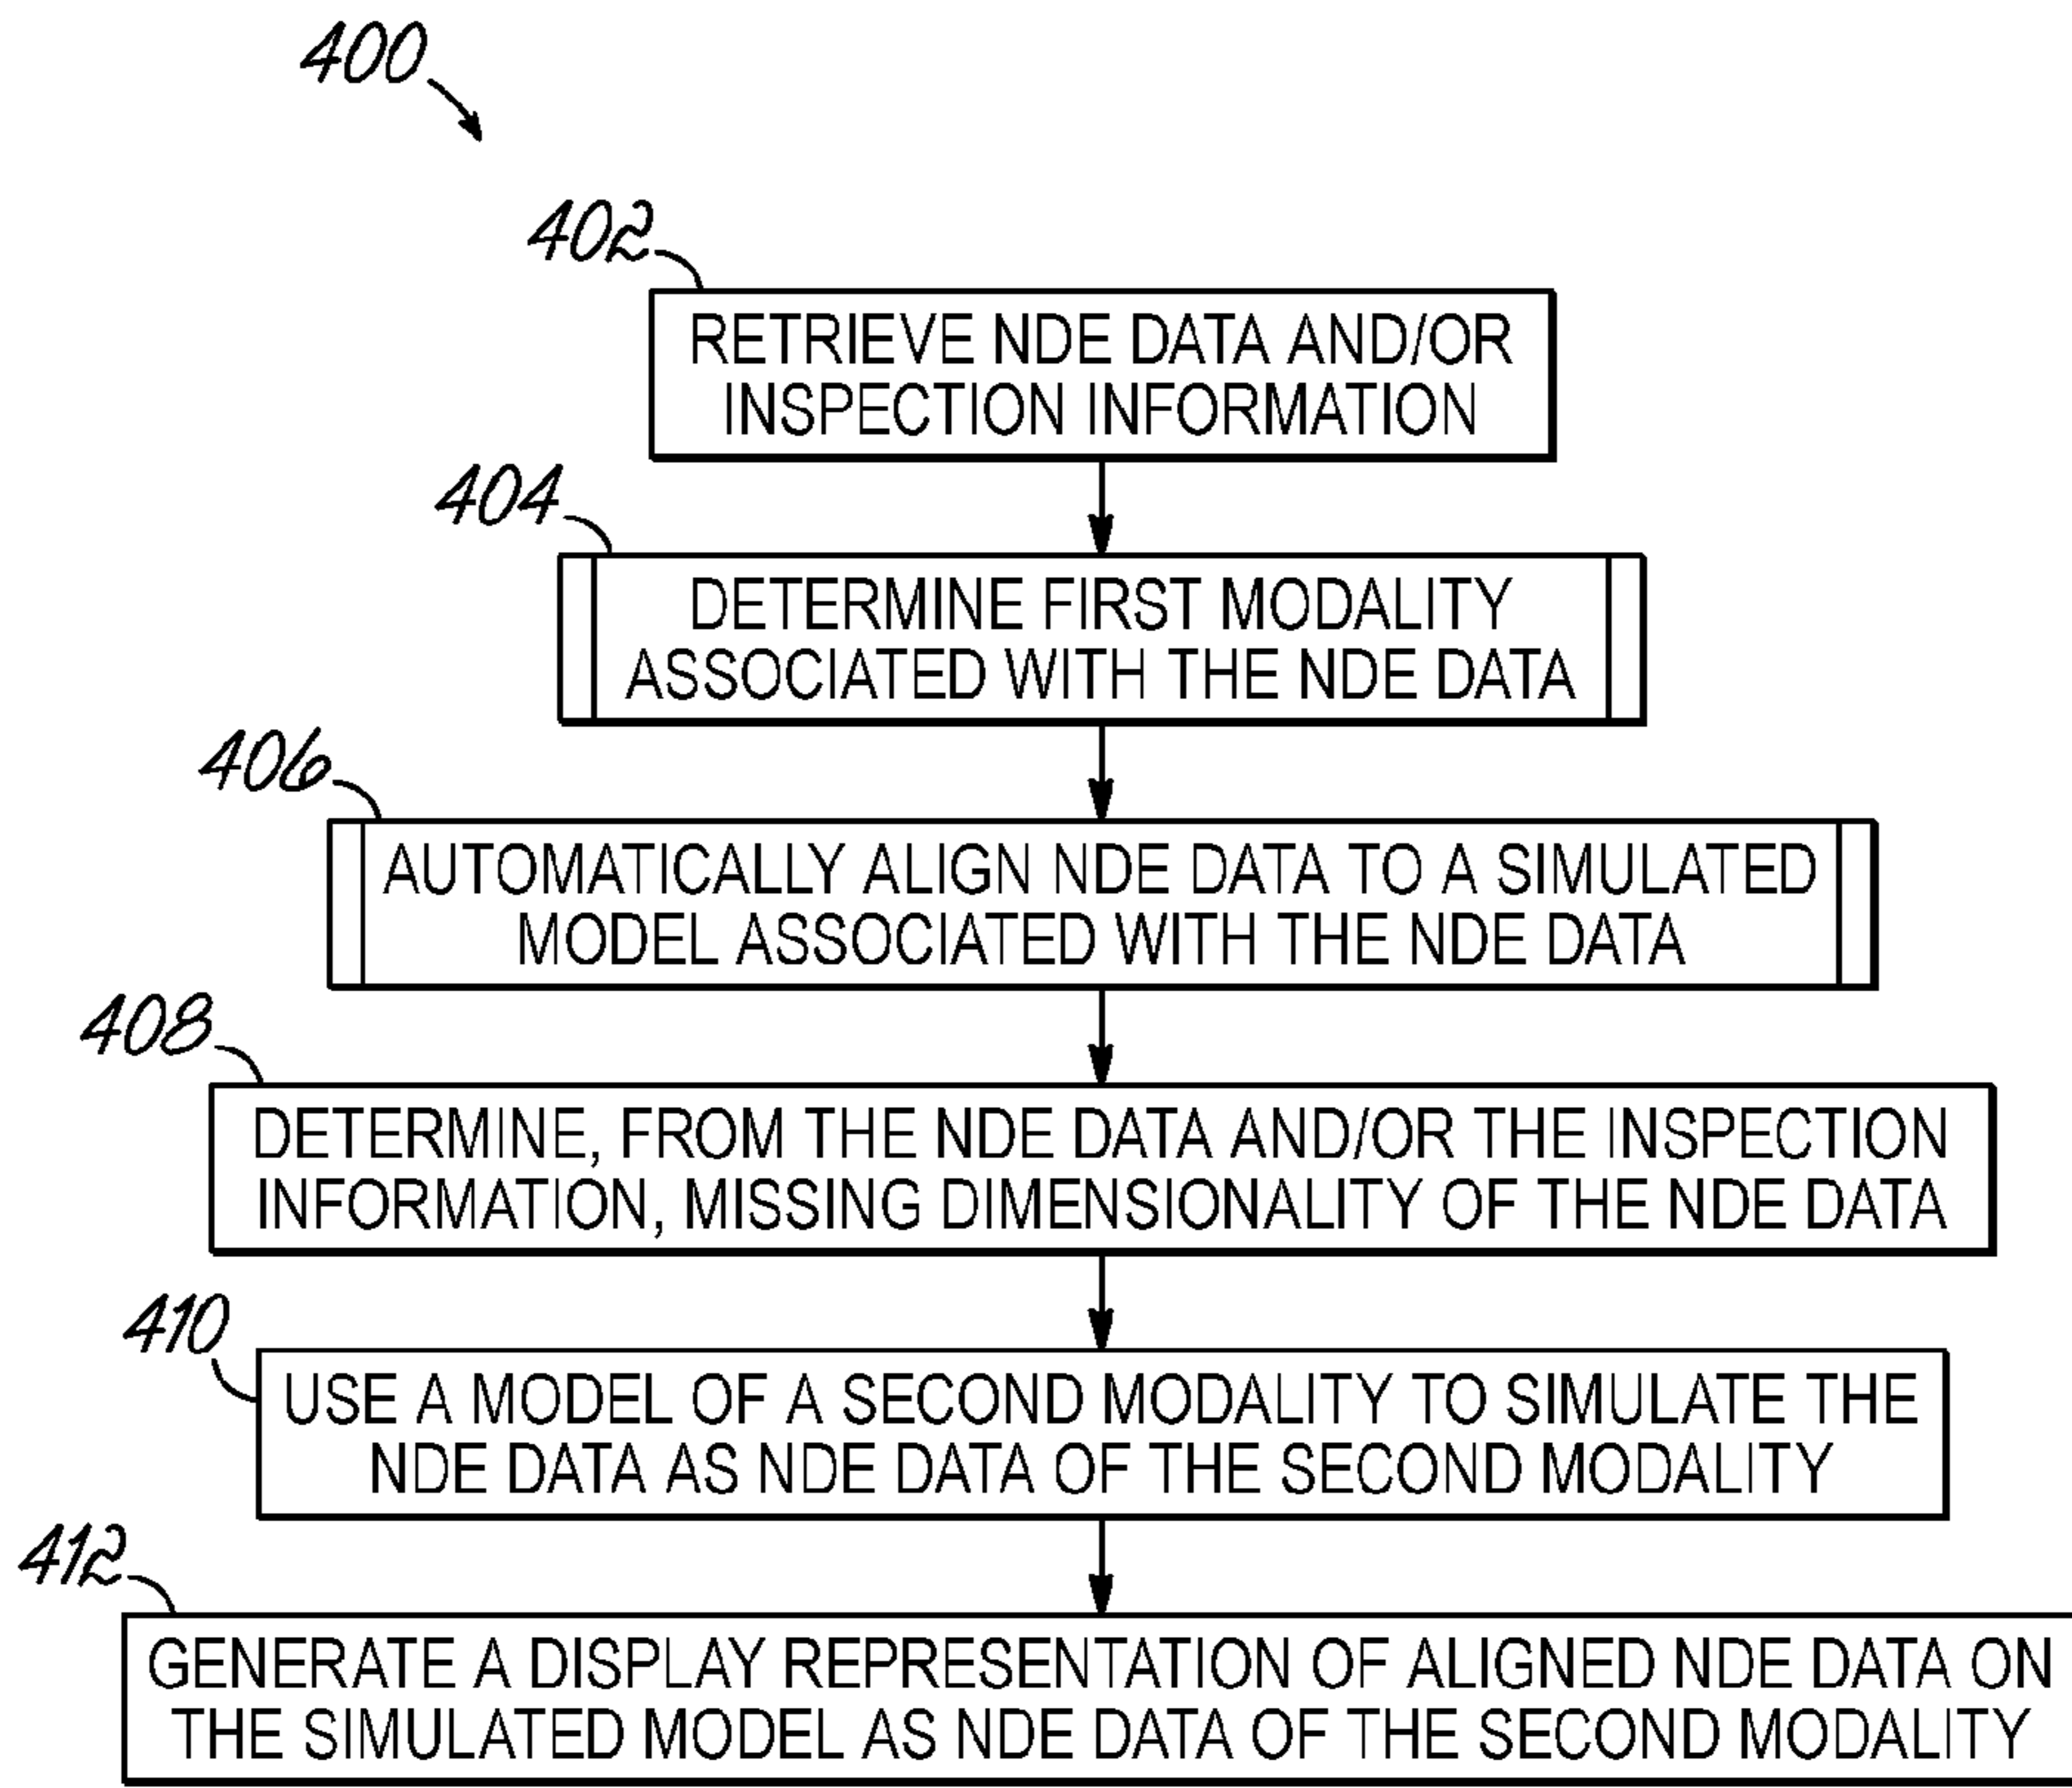 400
402
RETRIEVE NDE DATA AND/OR
INSPECTION INFORMATION
404
DETERMINE FIRST MODALITY
ASSOCIATED WITH THE NDE DATA
406
AUTOMATICALLY ALIGN NDE DATA TO A SIMULATED
MODEL ASSOCIATED WITH THE NDE DATA
408
DETERMINE, FROM THE NDE DATA AND/OR THE INSPECTION
INFORMATION, MISSING DIMENSIONALITY OF THE NDE DATA
410
USE A MODEL OF A SECOND MODALITY TO SIMULATE THE
NDE DATA AS NDE DATA OF THE SECOND MODALITY
412
GENERATE A DISPLAY REPRESENTATION OF ALIGNED NDE DATA ON
THE SIMULATED MODEL AS NDE DATA OF THE SECOND MODALITY